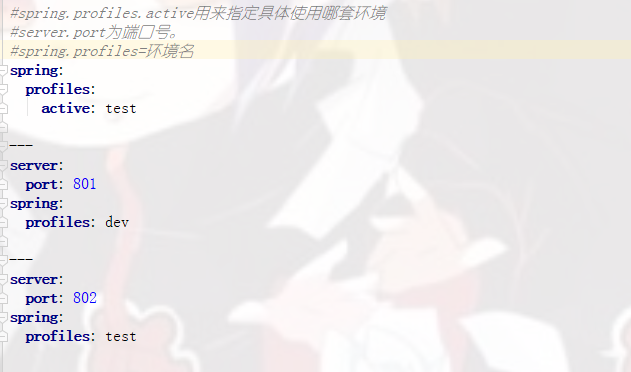 #spring.profiles.active用来指定具体使用哪套环境
#server.port为端口号。
#spring.profiles=环境名
spring:
  profiles:
    active: test

---
server:
  port: 801
spring:
  profiles: dev

---
server:
  port: 802
spring:
  profiles: test